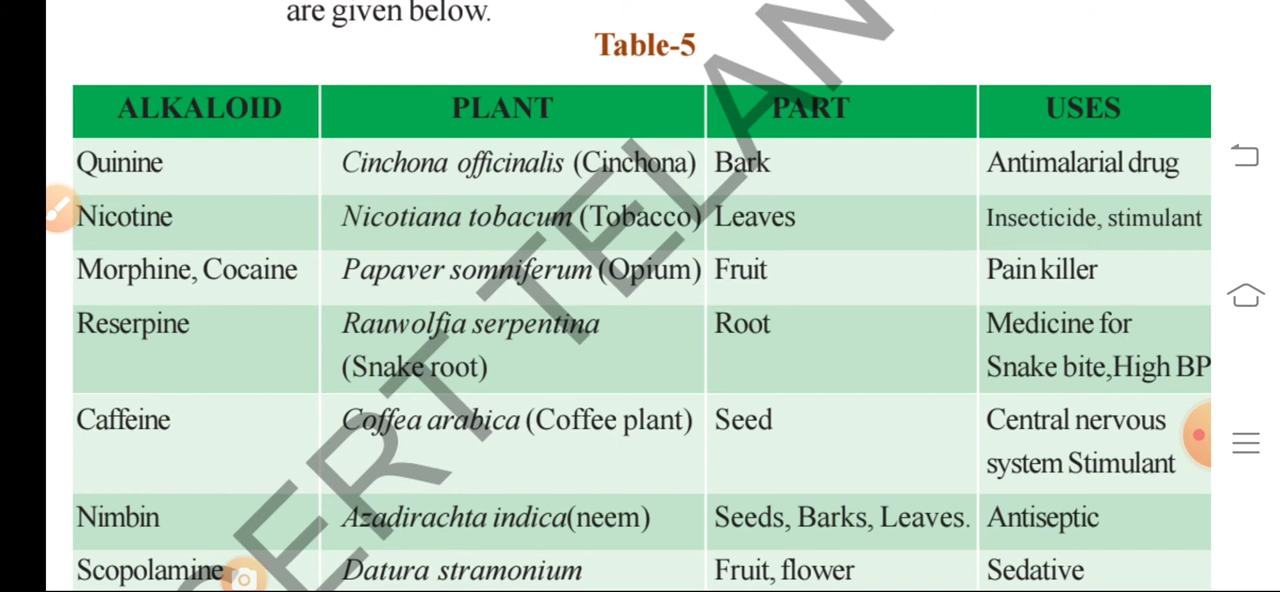 are given below.
Table-5
ALKALOID PLANT PART USES
Quinine Cinchona officinalis (Cinchona) Bark Antimalarial drug
Nicotine Nicotiana tobacum (Tobacco) Leaves Insecticide, stimulant
Morphine, Cocaine Papaver somniferum (Opium) Fruit Pain killer
Reserpine Rauwolfia serpentina Root Medicine for
(Snake root) Snake bite,High BP
Caffeine Coffea arabica (Coffee plant) Seed Central nervous
system Stimulant
Nimbin Azadirachta indica(neem) Seeds, Barks, Leaves. Antiseptic
Scopolamine Datura stramonium Fruit, flower Sedative
CERT TELAN